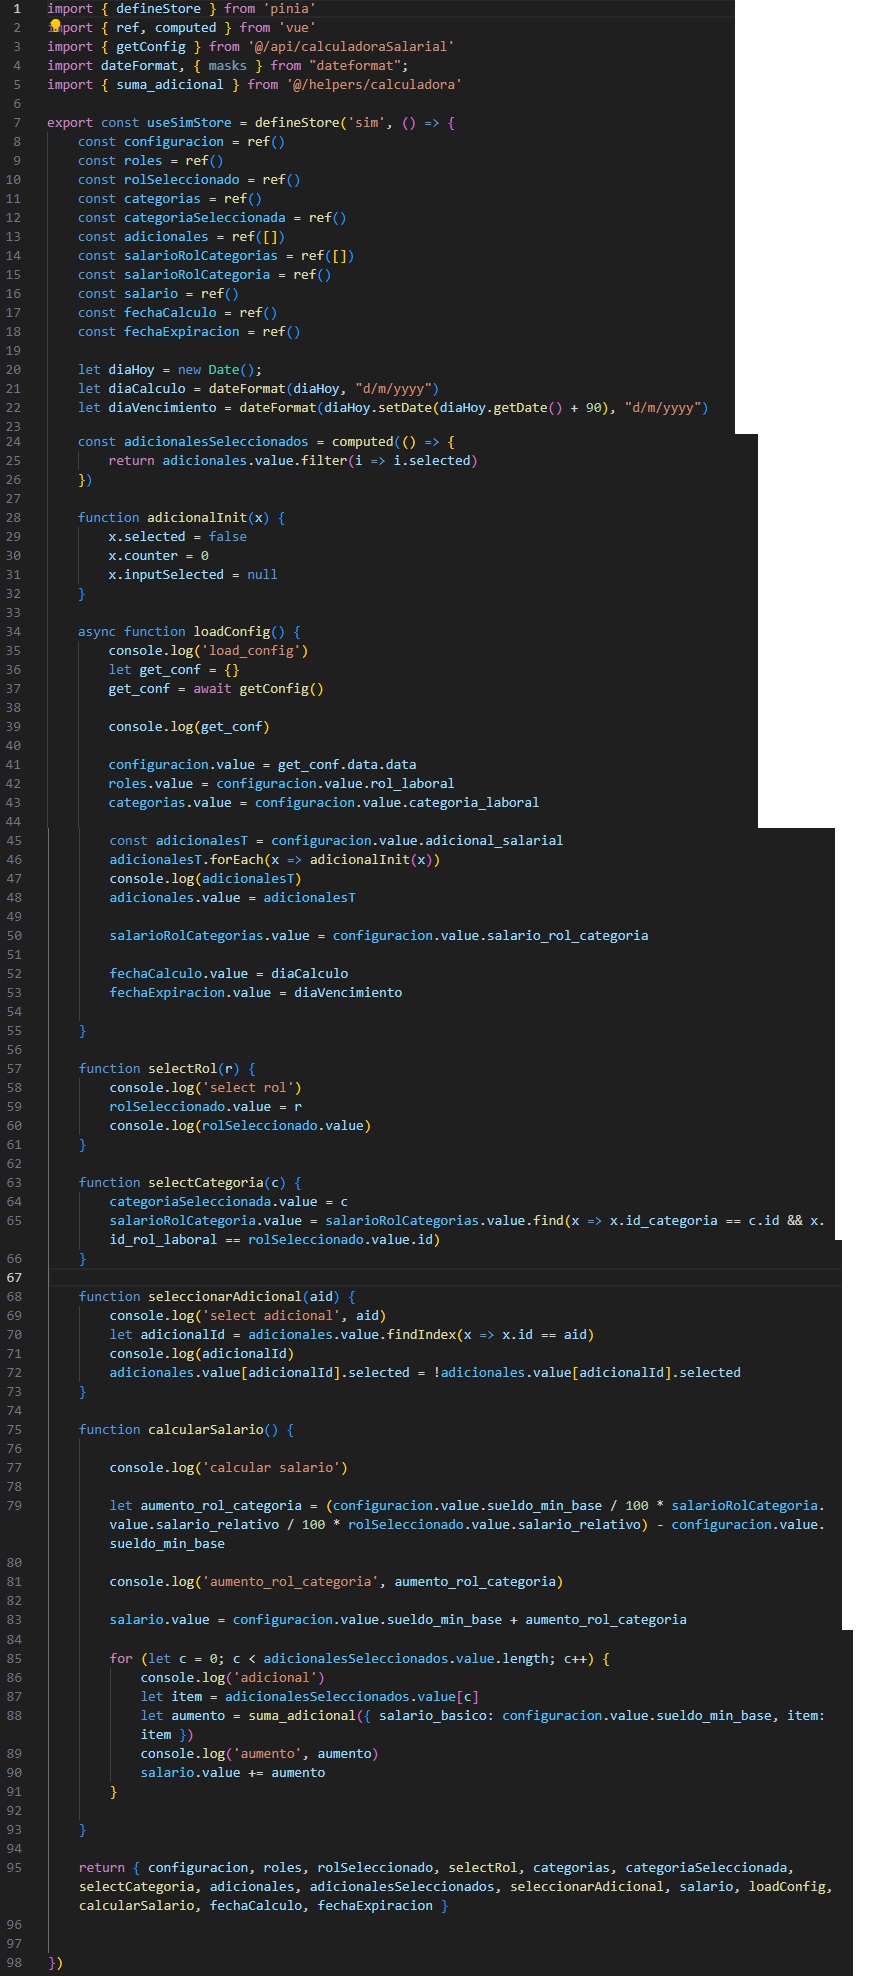 1 import { defineStore } from 'pinia'
2 import { ref, computed } from 'vue'
3 import { getConfig } from '@/api/calculadoraSalarial'
4 import dateFormat, { masks } from "dateformat";
5 import { suma_adicional } from '@/helpers/calculadora'
6
7 export const useSimStore = defineStore('sim', () => {
8     const configuracion = ref()
9     const roles = ref()
10     const rolSeleccionado = ref()
11     const categorias = ref()
12     const categoriaSeleccionada = ref()
13     const adicionales = ref([])
14     const salarioRolCategorias = ref([])
15     const salarioRolCategoria = ref()
16     const salario = ref()
17     const fechaCalculo = ref()
18     const fechaExpiracion = ref()
19
20     let diaHoy = new Date();
21     let diaCalculo = dateFormat(diaHoy, "d/m/yyyy")
22     let diaVencimiento = dateFormat(diaHoy.setDate(diaHoy.getDate() + 90), "d/m/yyyy")
23
24     const adicionalesSeleccionados = computed(() => {
25         return adicionales.value.filter(i => i.selected)
26     })
27
28     function adicionalInit(x) {
29         x.selected = false
30         x.counter = 0
31         x.inputSelected = null
32     }
33
34     async function loadConfig() {
35         console.log('load_config')
36         let get_conf = {}
37         get_conf = await getConfig()
38
39         console.log(get_conf)
40
41         configuracion.value = get_conf.data.data
42         roles.value = configuracion.value.rol_laboral
43         categorias.value = configuracion.value.categoria_laboral
44
45         const adicionalesT = configuracion.value.adicional_salarial
46         adicionalesT.forEach(x => adicionalInit(x))
47         console.log(adicionalesT)
48         adicionales.value = adicionalesT
49
50         salarioRolCategorias.value = configuracion.value.salario_rol_categoria
51
52         fechaCalculo.value = diaCalculo
53         fechaExpiracion.value = diaVencimiento
54
55     }
56
57     function selectRol(r) {
58         console.log('select rol')
59         rolSeleccionado.value = r
60         console.log(rolSeleccionado.value)
61     }
62
63     function selectCategoria(c) {
64         categoriaSeleccionada.value = c
65         salarioRolCategoria.value = salarioRolCategorias.value.find(x => x.id_categoria == c.id && x.
id_rol_laboral == rolSeleccionado.value.id)
66     }
67
68     function seleccionarAdicional(aid) {
69         console.log('select adicional', aid)
70         let adicionalId = adicionales.value.findIndex(x => x.id == aid)
71         console.log(adicionalId)
72         adicionales.value[adicionalId].selected = !adicionales.value[adicionalId].selected
73     }
74
75     function calcularSalario() {
76
77         console.log('calcular salario')
78
79         let aumento_rol_categoria = (configuracion.value.sueldo_min_base / 100 * salarioRolCategoria.
value.salario_relativo / 100 * rolSeleccionado.value.salario_relativo) - configuracion.value.
sueldo_min_base
80
81         console.log('aumento_rol_categoria', aumento_rol_categoria)
82
83         salario.value = configuracion.value.sueldo_min_base + aumento_rol_categoria
84
85         for (let c = 0; c < adicionalesSeleccionados.value.length; c++) {
86             console.log('adicional')
87             let item = adicionalesSeleccionados.value[c]
88             let aumento = suma_adicional({ salario_basico: configuracion.value.sueldo_min_base, item:
item })
89             console.log('aumento', aumento)
90             salario.value += aumento
91         }
92
93     }
94
95     return { configuracion, roles, rolSeleccionado, selectRol, categorias, categoriaSeleccionada,
selectCategoria, adicionales, adicionalesSeleccionados, seleccionarAdicional, salario, loadConfig,
calcularSalario, fechaCalculo, fechaExpiracion }
96
97
98 })